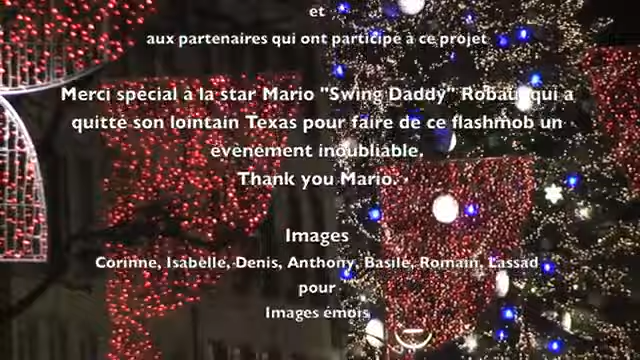 et
aux partenaires qui ont participé à ce projet
Merci spécial à la star Mario "Swing Daddy" Robau, qui a
quitté son lointain Texas pour faire de ce flashmob un
événement inoubliable.
Thank you Mario.
Images
Corinne, Isabelle, Denis, Anthony, Basile, Romain, Lassad
pour
Images émois